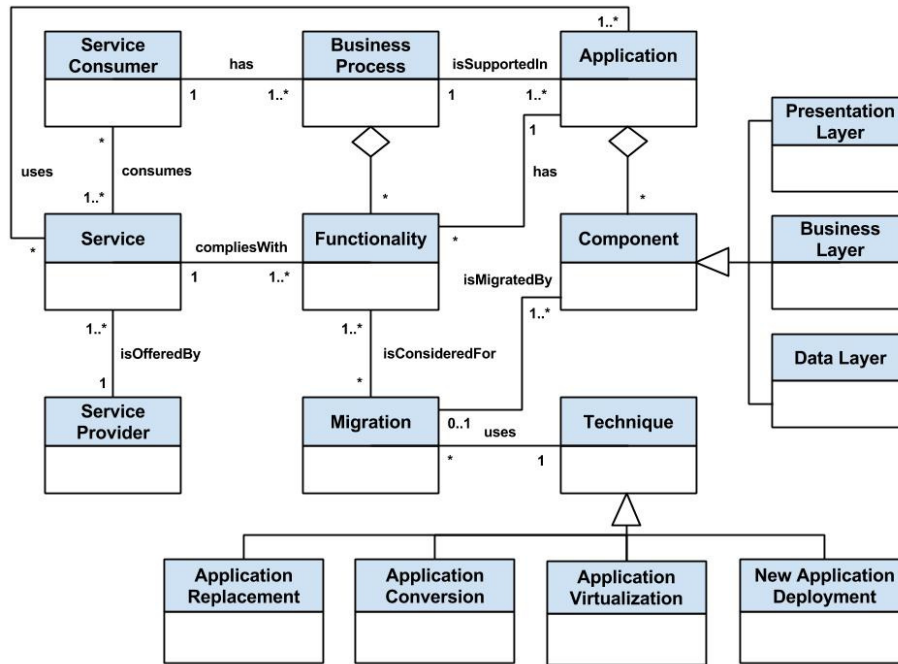 1..*
Service
Consumer
has
1
1..*
Business
Process
isSupportedIn
1
1..*
Application
Presentation
Layer
*
1
uses
consumes
has
1..*
*
*
*
Service
compliesWith
Functionality
Component
Business
Layer
*
1
1..*
isMigratedBy
1..*
1..*
1..*
isOfferedBy
isConsideredFor
Data Layer
1
*
Service
Provider
Migration
0..1
uses
Technique
*
1
Application
Replacement
Application
Conversion
Application
Virtualization
New Application
Deployment